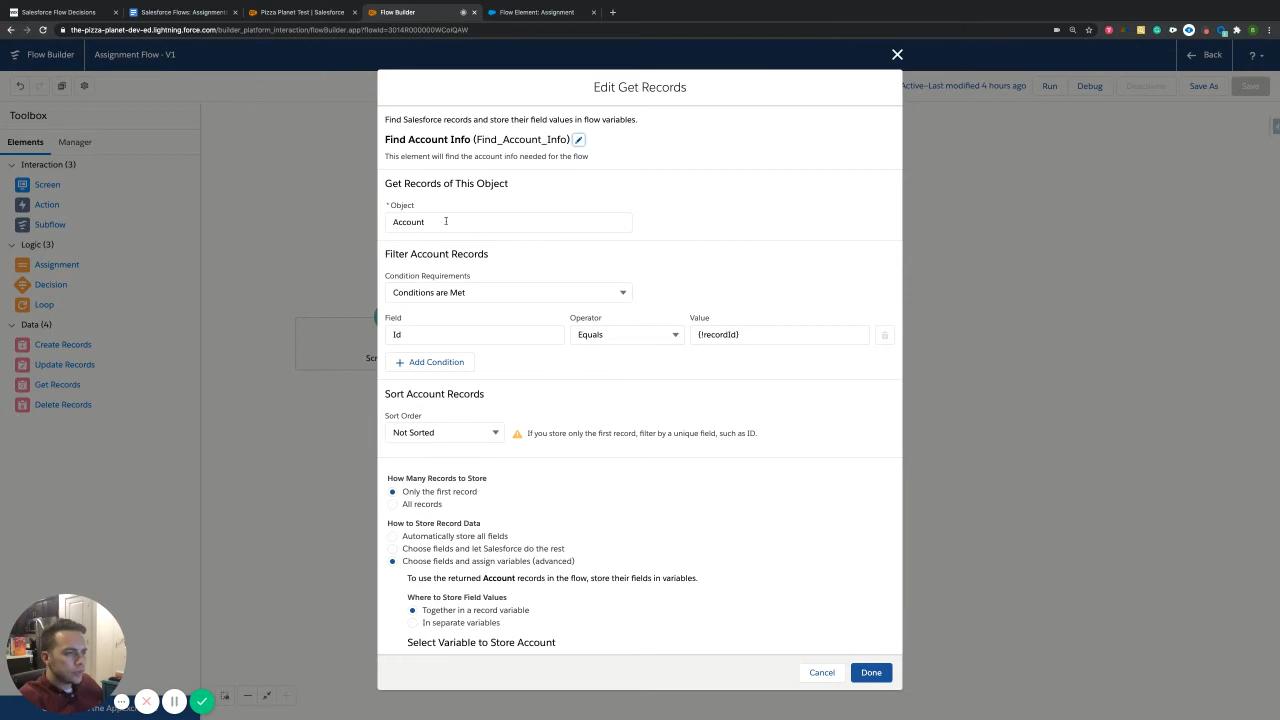 Salesforce Flow Decisions
Salesforce Flows: Assignment
Pizza Planet Test | Salesforce
Flow Builder
Flow Element: Assignment
the-pizza-planet-dev-ed.lightning.force.com/builder_platform_interaction/flowBuilder.app?flowId=3014R000000WCoIQAW
Flow Builder
Assignment Flow - V1
Back
?
Active—Last modified 4 hours ago
Run
Debug
Deactivate
Save As
Save
Toolbox
Elements
Manager
Interaction (3)
Screen
Action
Subflow
Logic (3)
Assignment
Decision
Loop
Data (4)
Create Records
Update Records
Get Records
Delete Records
Scr
Edit Get Records
Find Salesforce records and store their field values in flow variables.
Find Account Info (Find_Account_Info)
This element will find the account info needed for the flow
Get Records of This Object
* Object
Account
Filter Account Records
Condition Requirements
Conditions are Met
Field
Operator
Value
Id
Equals
{!recordId}
+ Add Condition
Sort Account Records
Sort Order
Not Sorted
If you store only the first record, filter by a unique field, such as ID.
How Many Records to Store
Only the first record
All records
How to Store Record Data
Automatically store all fields
Choose fields and let Salesforce do the rest
Choose fields and assign variables (advanced)
To use the returned Account records in the flow, store their fields in variables.
Where to Store Field Values
Together in a record variable
In separate variables
Select Variable to Store Account
Cancel
Done